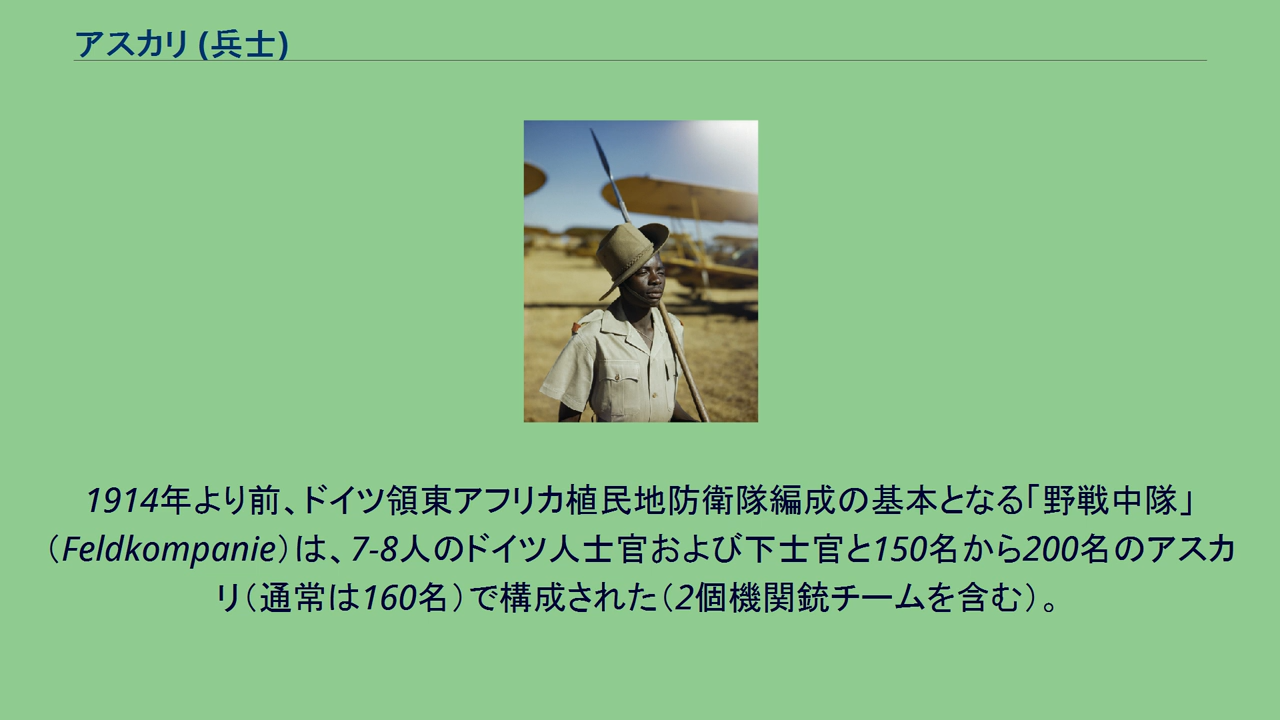 アスカリ (兵士)
1914年より前、ドイツ領東アフリカ植民地防衛隊編成の基本となる「野戦中隊」
（Feldkompanie）は、7-8人のドイツ人士官および下士官と150名から200名のアスカ
リ（通常は160名）で構成された（2個機関銃チームを含む）。